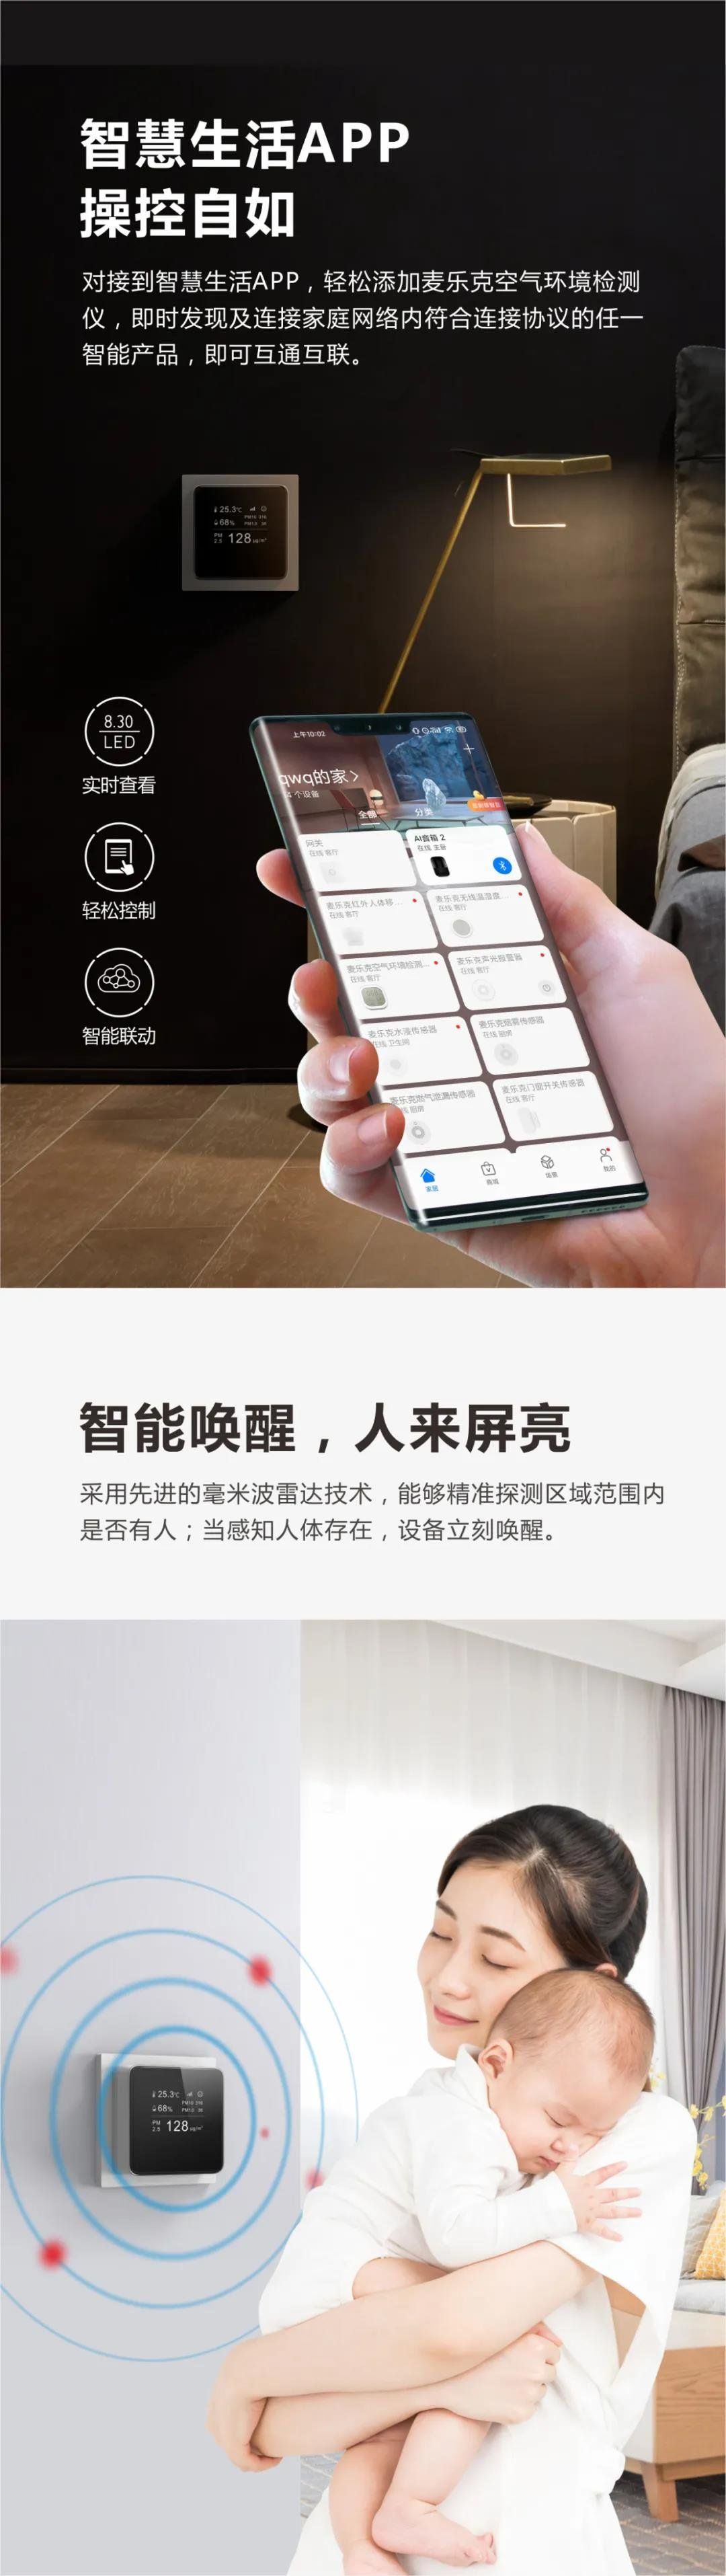 智慧生活APP
操控自如
对接到智慧生活APP，轻松添加麦乐克空气环境检测
仪，即时发现及连接家庭网络内符合连接协议的任一
智能产品，即可互通互联。
25.3℃
68%
PM
2.5
128
8.30
LED
实时查看
轻松控制
智能联动
上午10:02
qwq的家>
个设备
全部
分类
网关
在线 客厅
AI音箱 2
在线 主卧
麦乐克红外人体移...
在线 客厅
麦乐克无线温湿度...
在线 客厅
麦乐克空气环境检测...
在线 客厅
麦乐克声光报警器
在线 客厅
麦乐克水浸传感器
在线 卫生间
麦乐克烟雾传感器
在线 厨房
麦乐克燃气泄漏传感器
在线 厨房
麦乐克门窗开关传感器
在线 客厅
家居
商城
场景
我的
智能唤醒，人来屏亮
采用先进的毫米波雷达技术，能够精准探测区域范围内
是否有人；当感知人体存在，设备立刻唤醒。
25.3℃
68%
PM
2.5
128